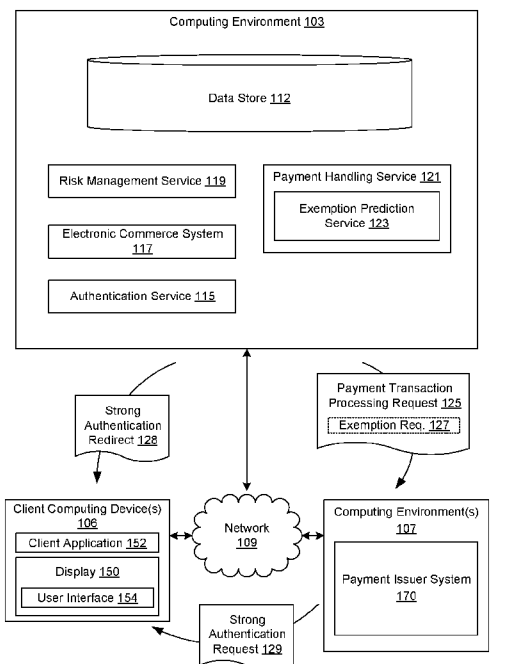 Computing Environment 103
Data Store 112
Risk Management Service 119
Payment Handling Service 121
Exemption Prediction
Service 123
Electronic Commerce System
117
Authentication Service 115
Strong
Authentication
Redirect 128
Payment Transaction
Processing Request 125
Exemption Req. 127
Client Computing Device(s)
106
Client Application 152
Display 150
User Interface 154
Network
109
Computing Environment(s)
107
Payment Issuer System
170
Strong
Authentication
Request 129